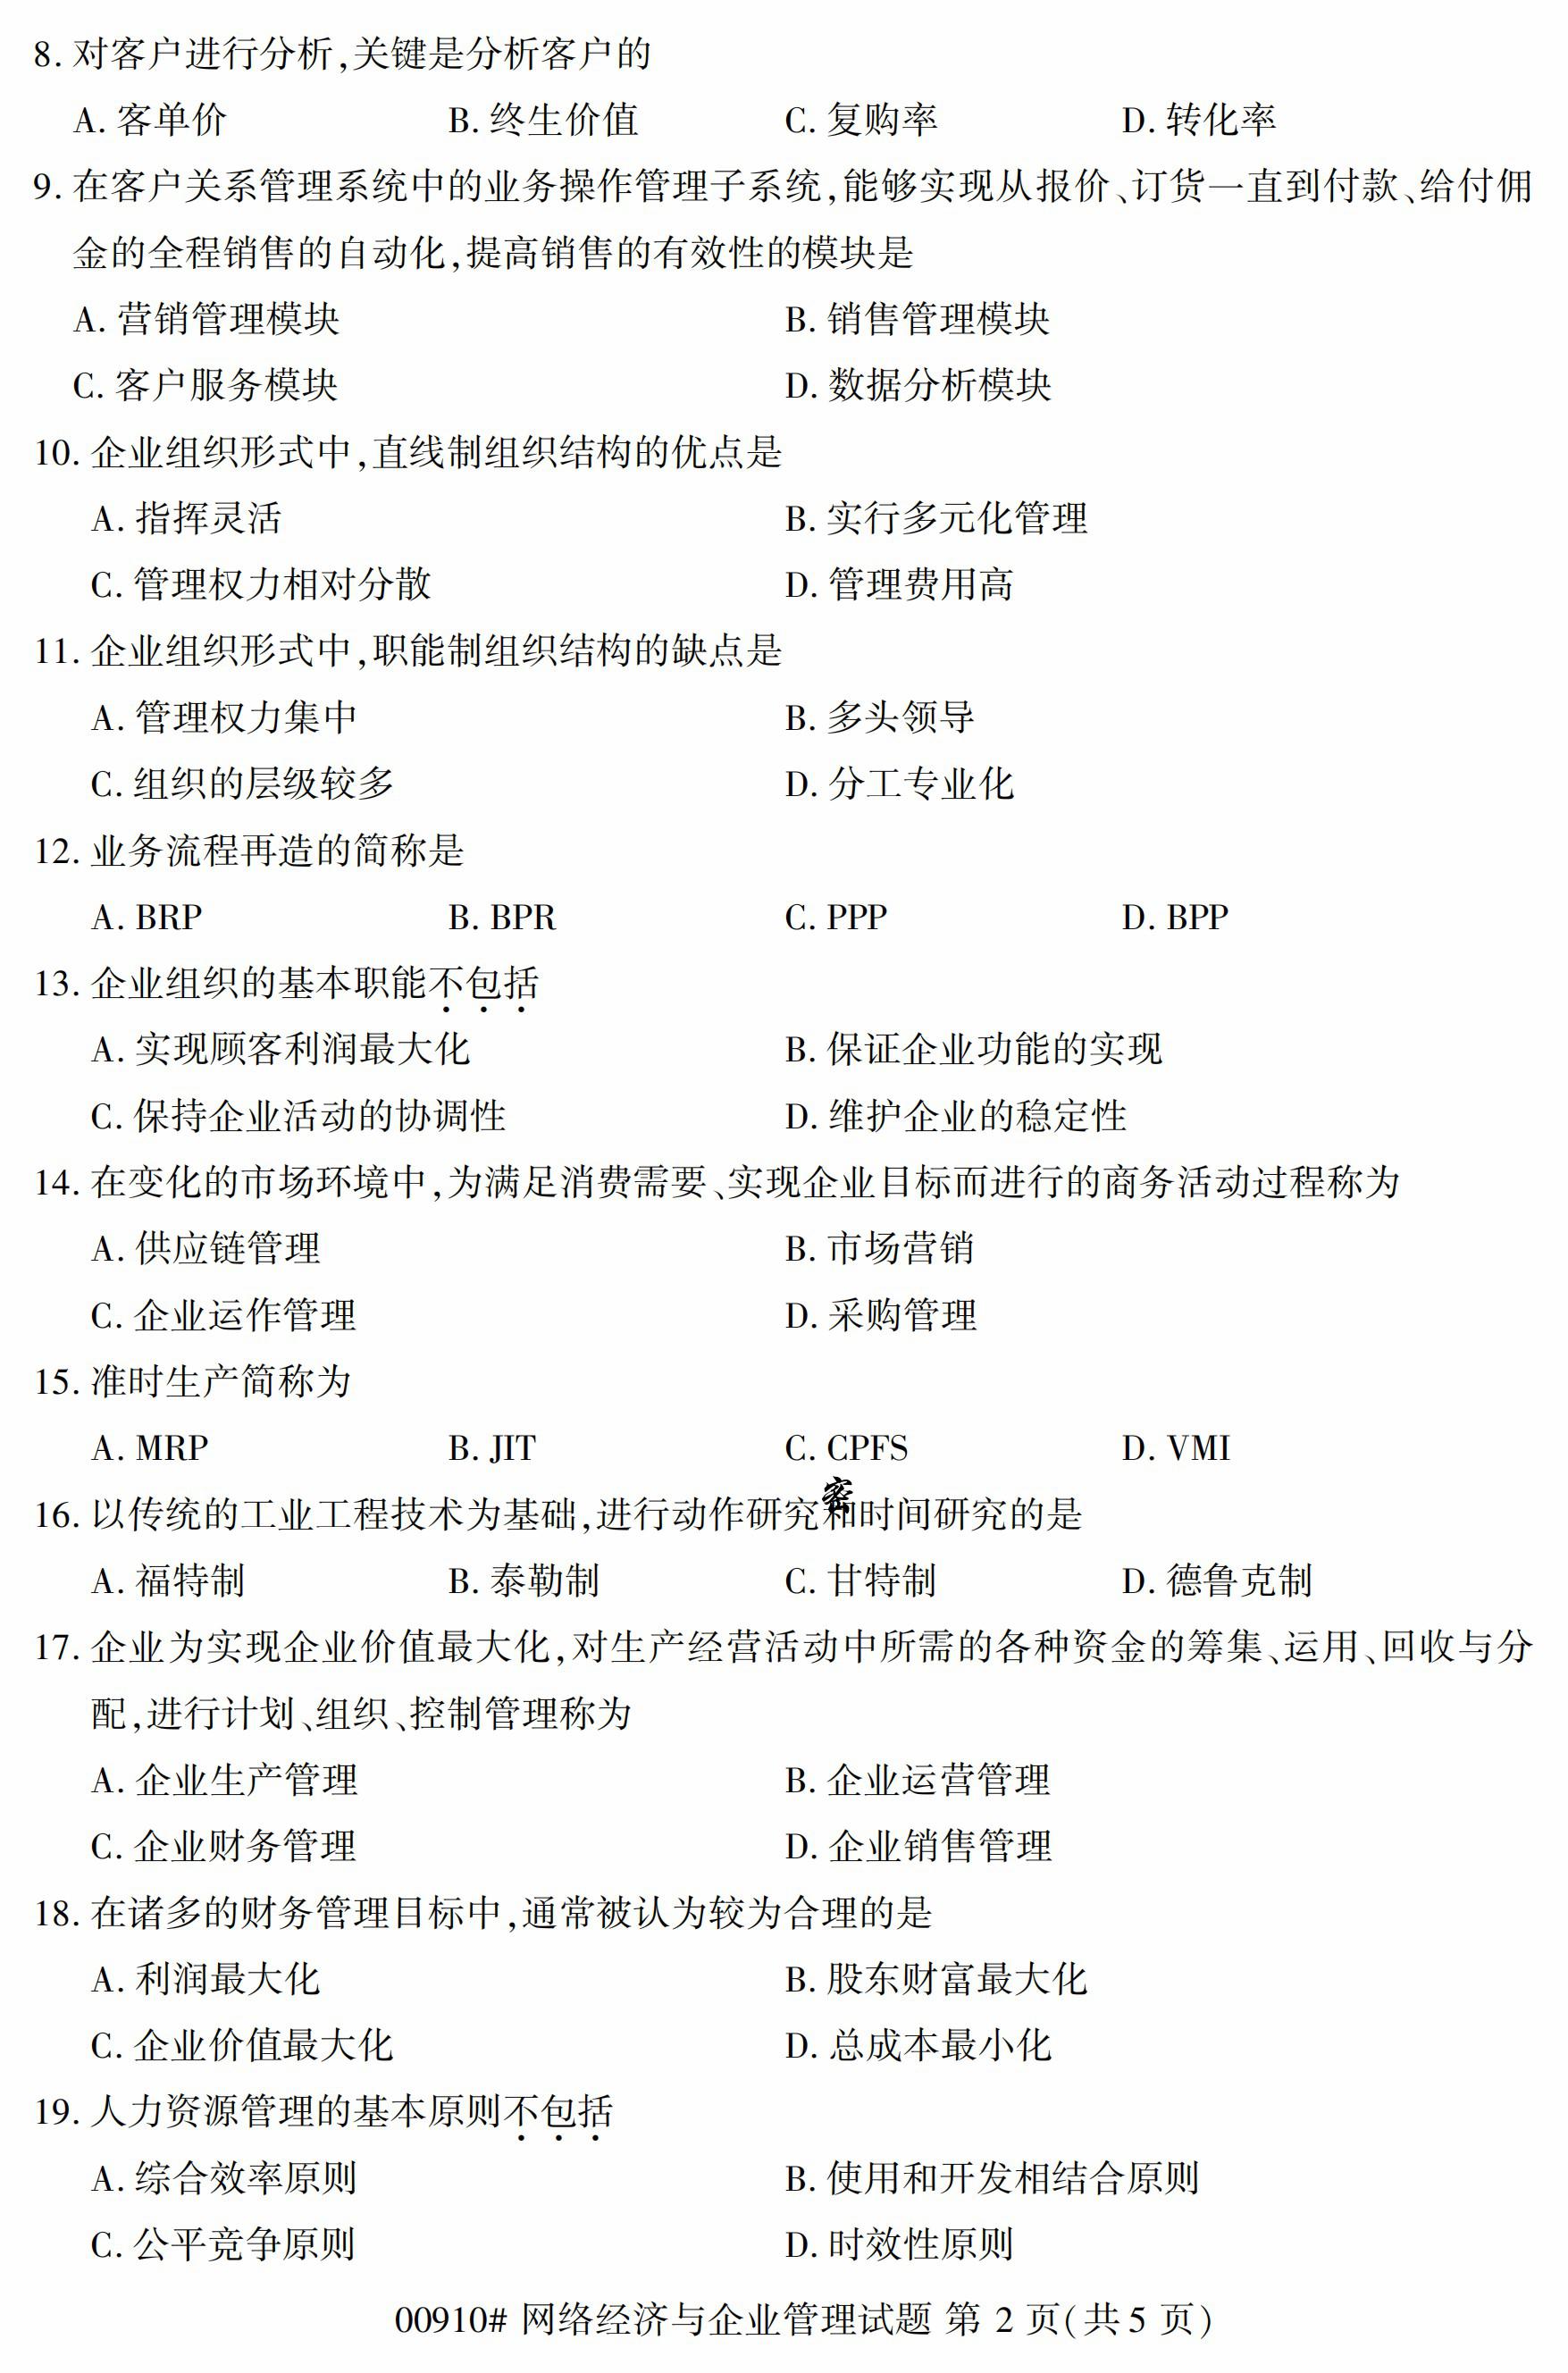 8. 对客户进行分析,关键是分析客户的
A. 客单价 B. 终生价值 C. 复购率 D. 转化率
9. 在客户关系管理系统中的业务操作管理子系统,能够实现从报价、订货一直到付款、给付佣
金的全程销售的自动化,提高销售的有效性的模块是
A. 营销管理模块 B. 销售管理模块
C. 客户服务模块 D. 数据分析模块
10. 企业组织形式中,直线制组织结构的优点是
A. 指挥灵活 B. 实行多元化管理
C. 管理权力相对分散 D. 管理费用高
11. 企业组织形式中,职能制组织结构的缺点是
A. 管理权力集中 B. 多头领导
C. 组织的层级较多 D. 分工专业化
12. 业务流程再造的简称是
A. BRP B. BPR C. PPP D. BPP
13. 企业组织的基本职能不包括
A. 实现顾客利润最大化 B. 保证企业功能的实现
C. 保持企业活动的协调性 D. 维护企业的稳定性
14. 在变化的市场环境中,为满足消费需要、实现企业目标而进行的商务活动过程称为
A. 供应链管理 B. 市场营销
C. 企业运作管理 D. 采购管理
15. 准时生产简称为
A. MRP B. JIT C. CPFS D. VMI
密
16. 以传统的工业工程技术为基础,进行动作研究和时间研究的是
A. 福特制 B. 泰勒制 C. 甘特制 D. 德鲁克制
17. 企业为实现企业价值最大化,对生产经营活动中所需的各种资金的筹集、运用、回收与分
配,进行计划、组织、控制管理称为
A. 企业生产管理 B. 企业运营管理
C. 企业财务管理 D. 企业销售管理
18. 在诸多的财务管理目标中,通常被认为较为合理的是
A. 利润最大化 B. 股东财富最大化
C. 企业价值最大化 D. 总成本最小化
19. 人力资源管理的基本原则不包括
A. 综合效率原则 B. 使用和开发相结合原则
C. 公平竞争原则 D. 时效性原则
00910# 网络经济与企业管理试题 第 2 页(共 5 页)